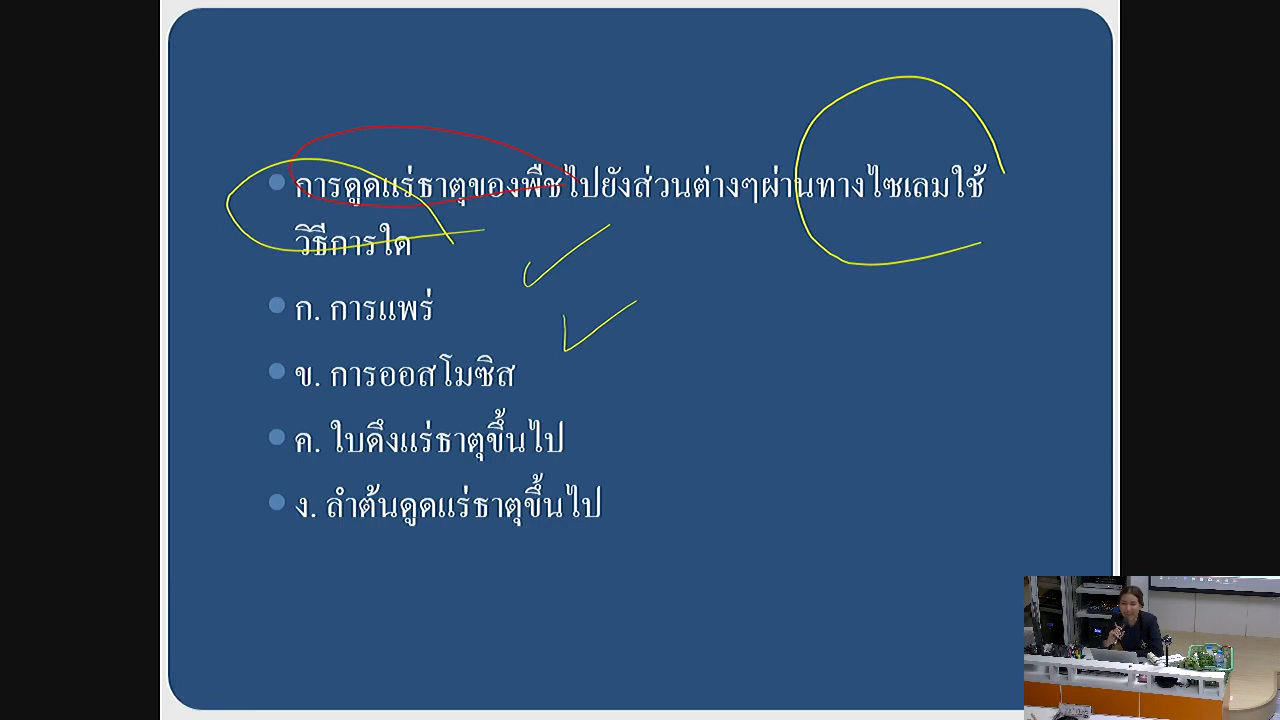 การดูดแร่ธาตุของพืชไปยังส่วนต่างๆผ่านทางไซเลมใช้
วิธีการใด
ก. การแพร่
ข. การออสโมซิส
ค. ใบดึงแร่ธาตุขึ้นไป
ง. ลำต้นดูดแร่ธาตุขึ้นไป